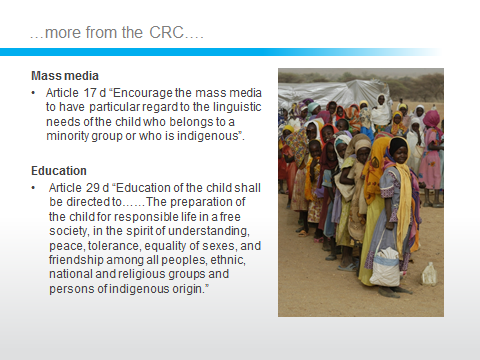 …more from the CRC….
Mass media
• Article 17 d “Encourage the mass media
to have particular regard to the linguistic
needs of the child who belongs to a
minority group or who is indigenous”.
Education
• Article 29 d “Education of the child shall
be directed to……The preparation of
the child for responsible life in a free
society, in the spirit of understanding,
peace, tolerance, equality of sexes, and
friendship among all peoples, ethnic,
national and religious groups and
persons of indigenous origin.”